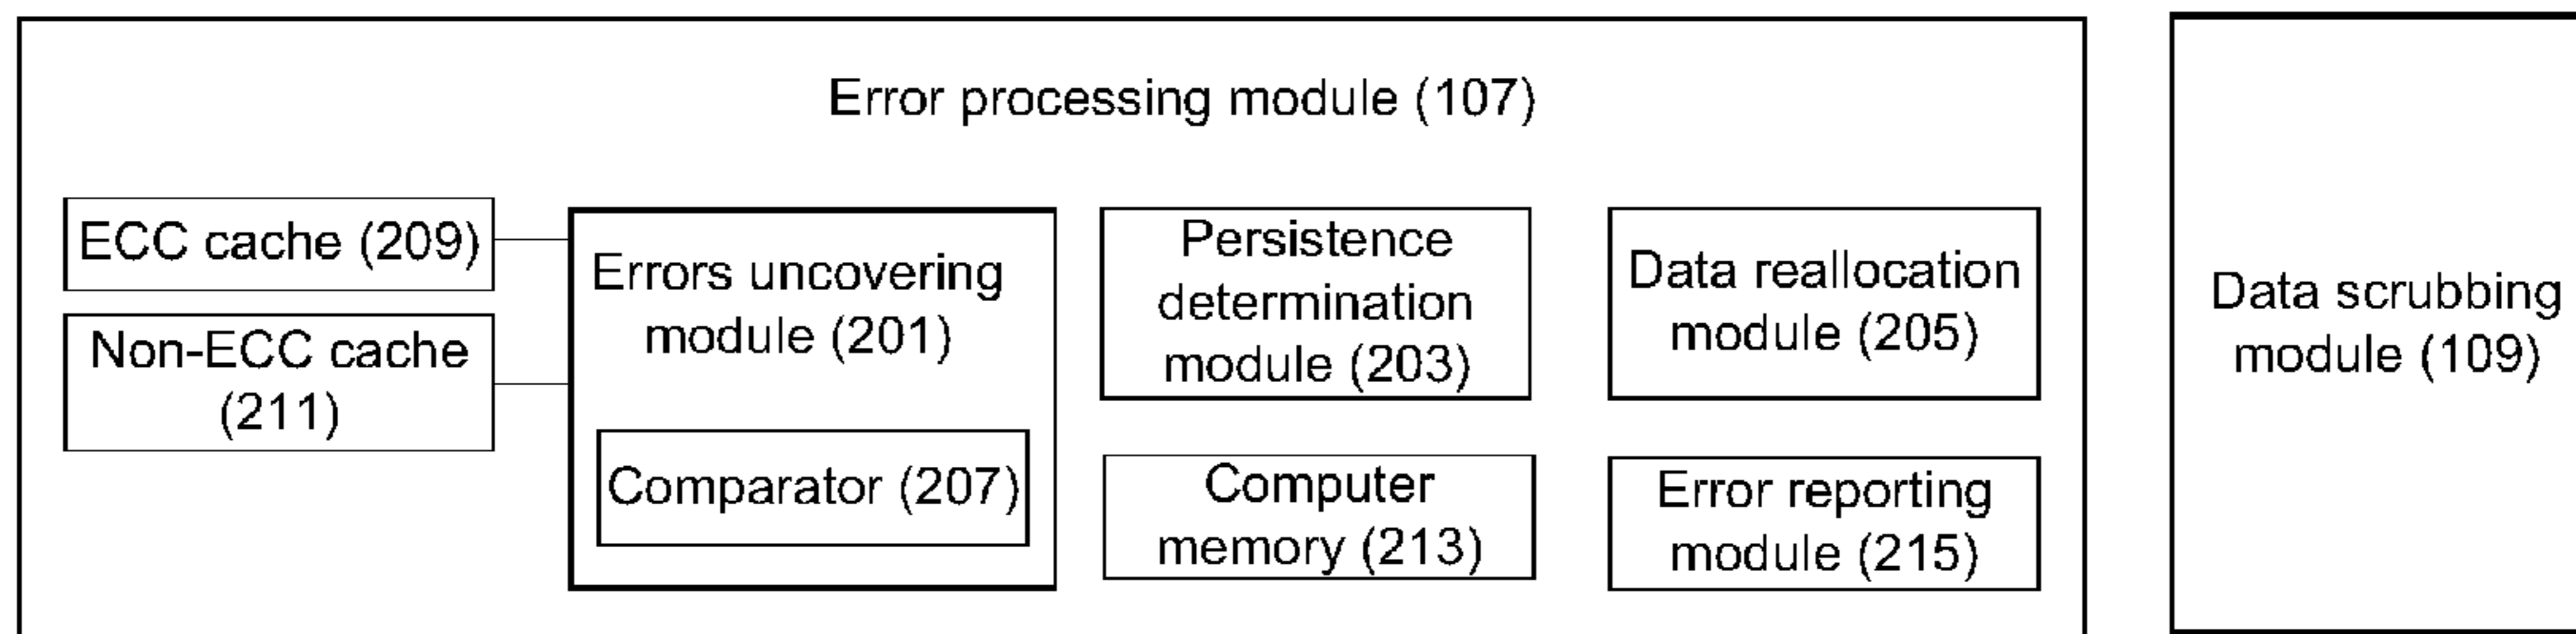 Error processing module (107)
ECC cache (209)
Non-ECC cache
(211)
Errors uncovering
module (201)
Comparator (207)
Persistence
determination
module (203)
Computer
memory (213)
Data reallocation
module (205)
Error reporting
module (215)
Data scrubbing
module (109)